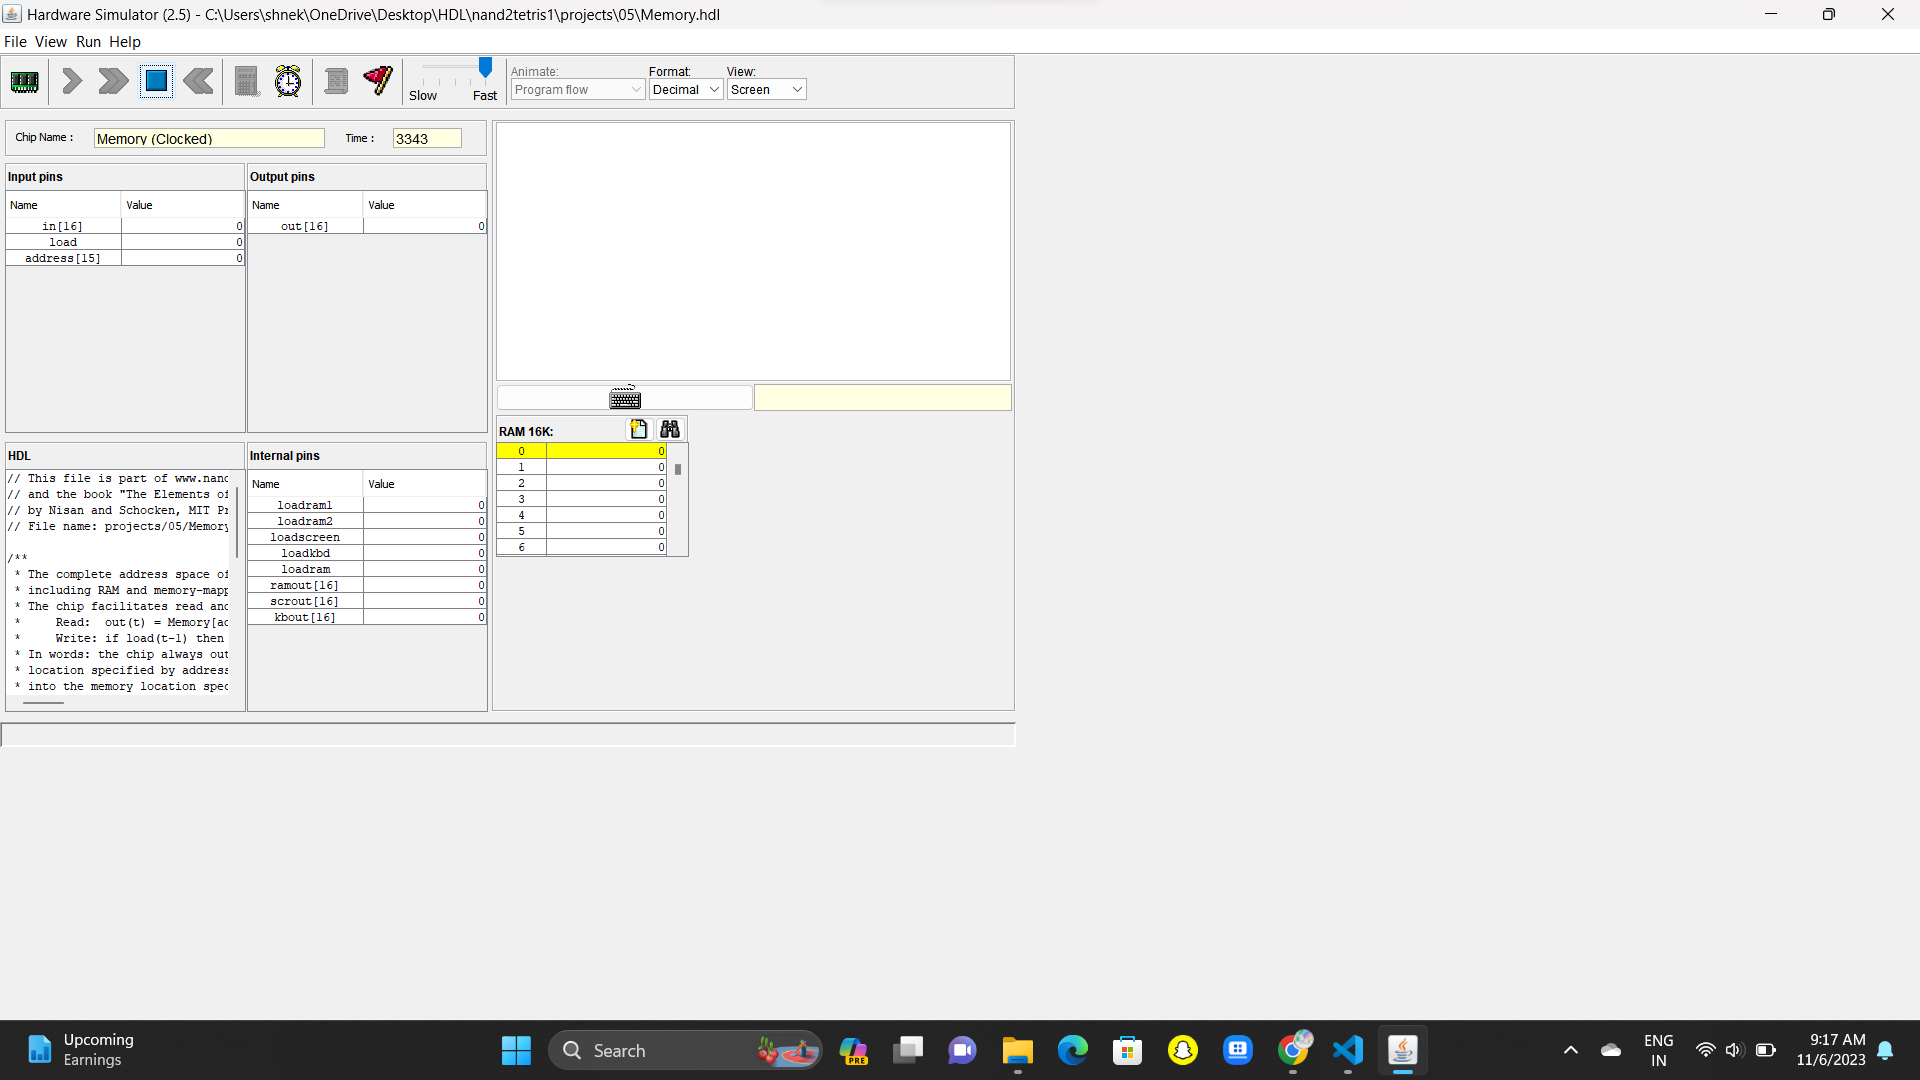 Hardware Simulator (2.5) - C:\Users\shnek\OneDrive\Desktop\HDL\nand2tetris1\projects\05\Memory.hdl
File View Run Help
Slow Fast
Animate: Format: View:
Program flow Decimal Screen
Chip Name : Memory (Clocked) Time : 3343
Input pins
Name Value
in[16] 0
load 0
address[15] 0
Output pins
Name Value
out[16] 0
HDL
// This file is part of www.nand
// and the book "The Elements of
// by Nisan and Schocken, MIT Pr
// File name: projects/05/Memory
/**
* The complete address space of
* including RAM and memory-mapp
* The chip facilitates read and
* Read: out(t) = Memory[ad
* Write: if load(t-1) then
* In words: the chip always out
* location specified by address
* into the memory location spec
Internal pins
Name Value
loadram1 0
loadram2 0
loadscreen 0
loadkbd 0
loadram 0
ramout[16] 0
scrout[16] 0
kbout[16] 0
RAM 16K:
0 0
1 0
2 0
3 0
4 0
5 0
6 0
Upcoming
Earnings
Search
PRE
ENG
IN
9:17 AM
11/6/2023